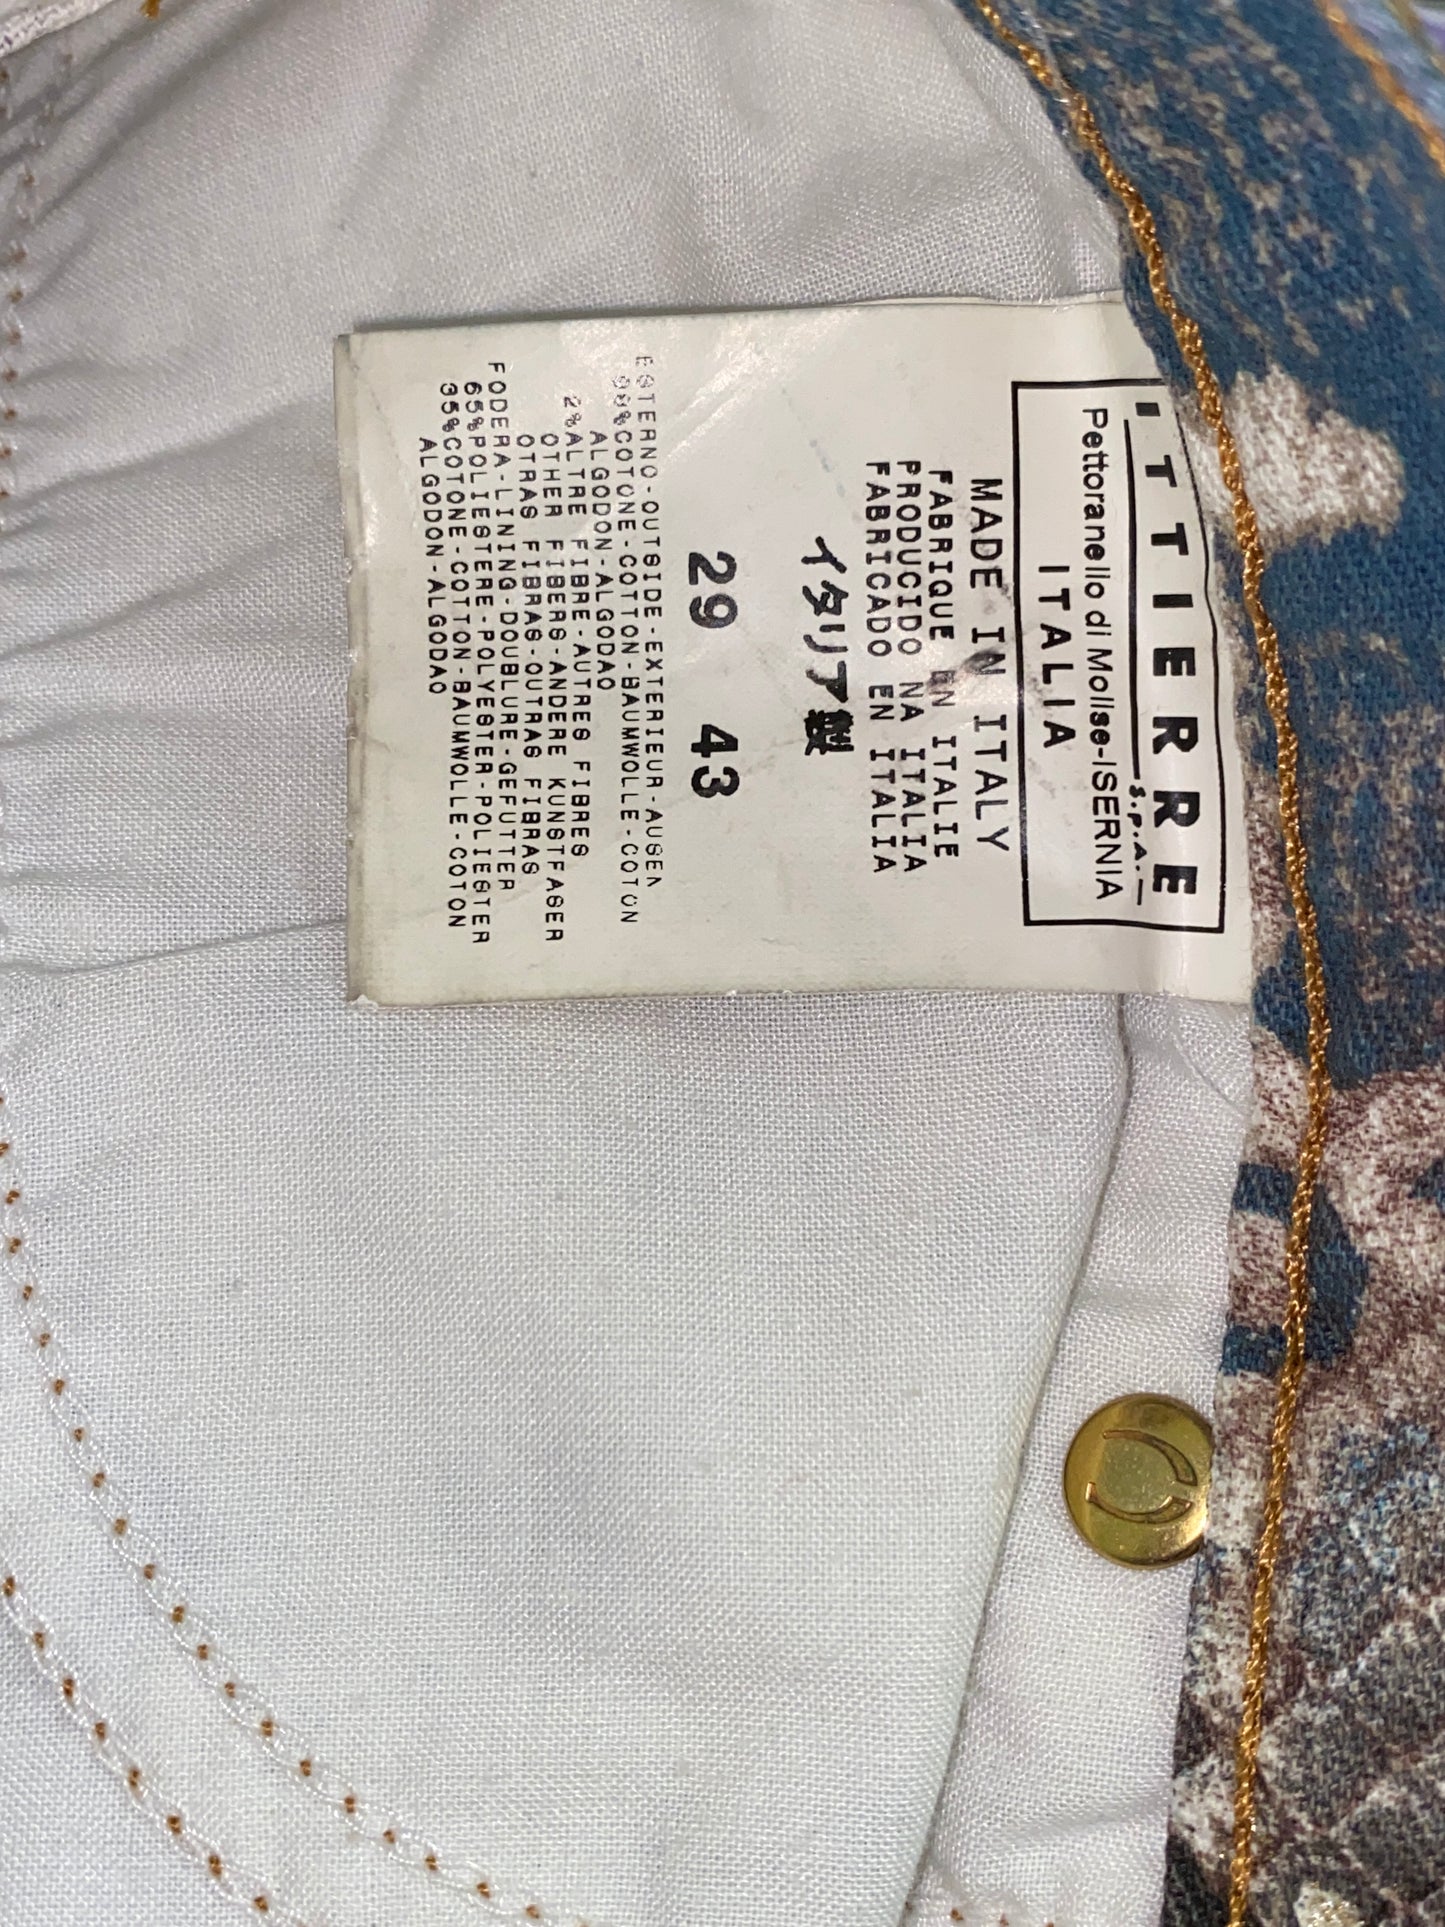 ITTIERRE
S.p.A.
Pettoranello di Molise-ISERNIA
ITALIA
MADE IN ITALY
FABRIQUE EN ITALIE
PRODUCIDO NA ITALIA
FABRICADO EN ITALIA
イタリア製
29 43
ESTERNO-OUTSIDE-EXTERIEUR-AUSEN
98%COTONE-COTTON-BAUMWOLLE-COTON
ALGODON-ALGODAO
2%ALTRE FIBRE-AUTRES FIBRES
OTHER FIBERS-ANDERE KUNSTFASER
OTRAS FIBRAS-OUTRAS FIBRAS
FODERA-LINING-DOUBLURE-GEFUTTER
65%POLIESTERE-POLYESTER-POLIESTER
35%COTONE-COTTON-BAUMWOLLE-COTON
ALGODON-ALGODAO